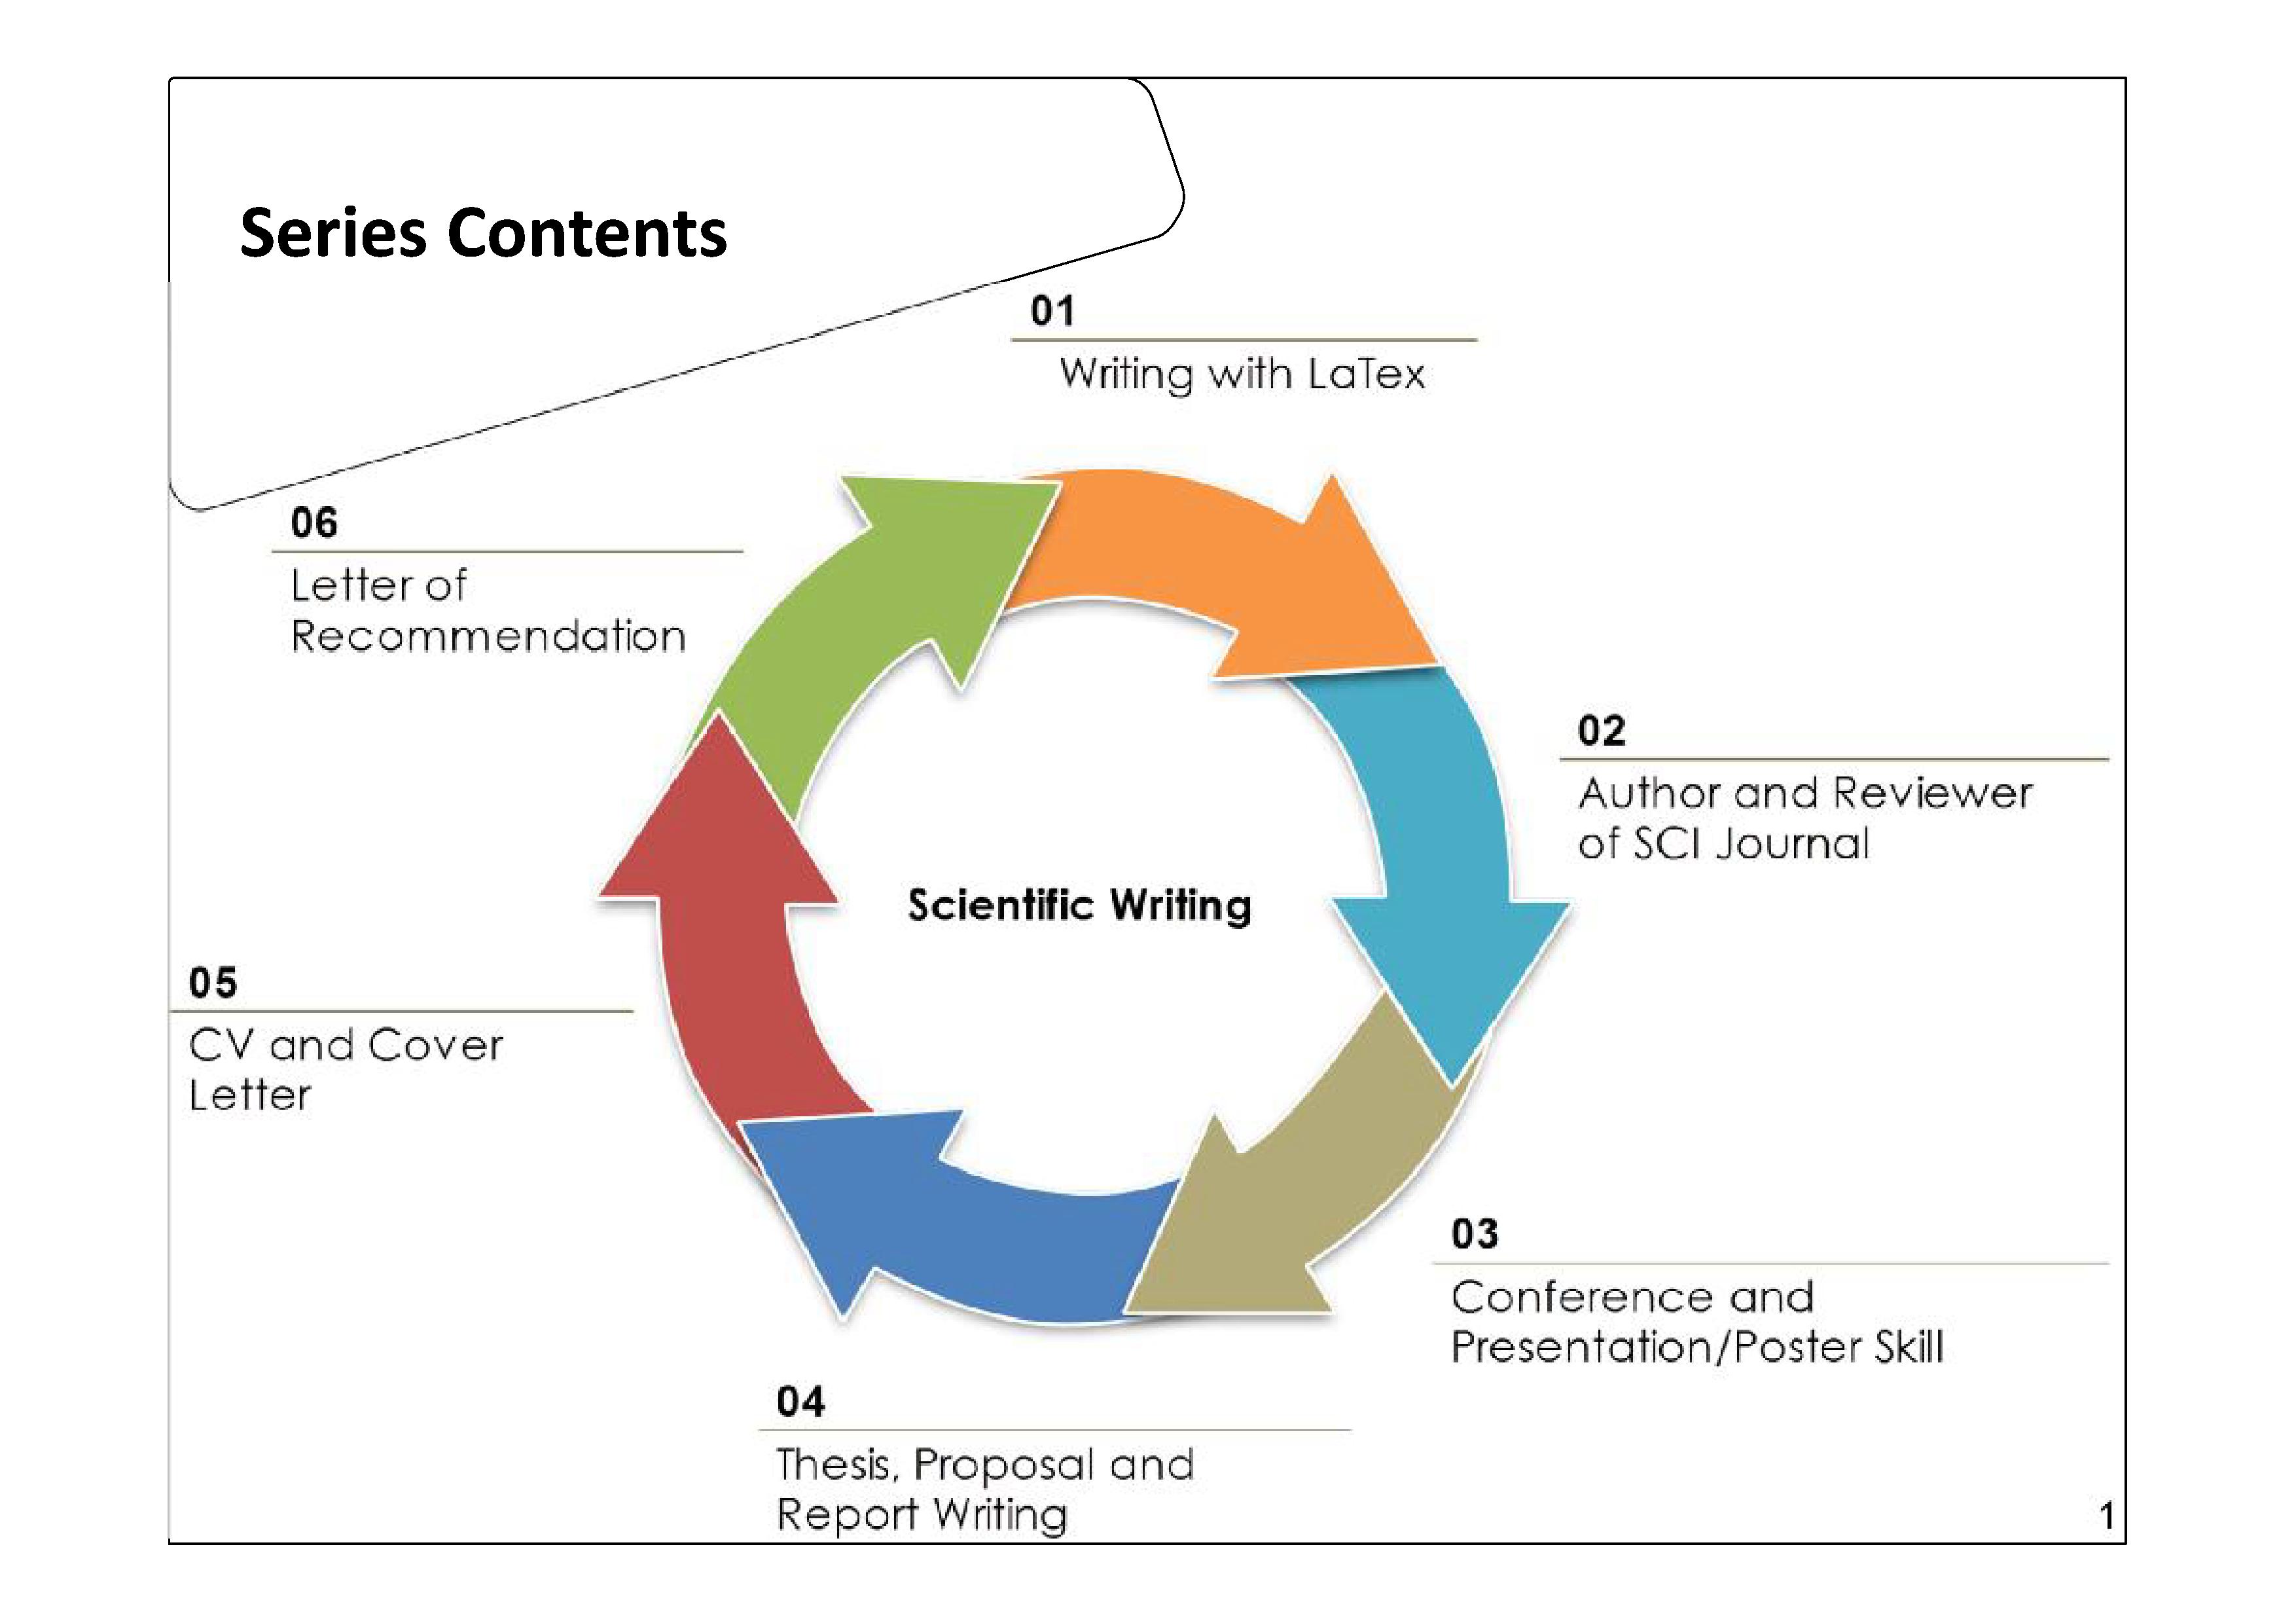 Series Contents
01
Writing with LaTex
06
Letter of
Recommendation
02
Author and Reviewer
of SCI Journal
Scientific Writing
05
CV and Cover
Letter
03
Conference and
Presentation/Poster Skill
04
Thesis, Proposal and
Report Writing
1